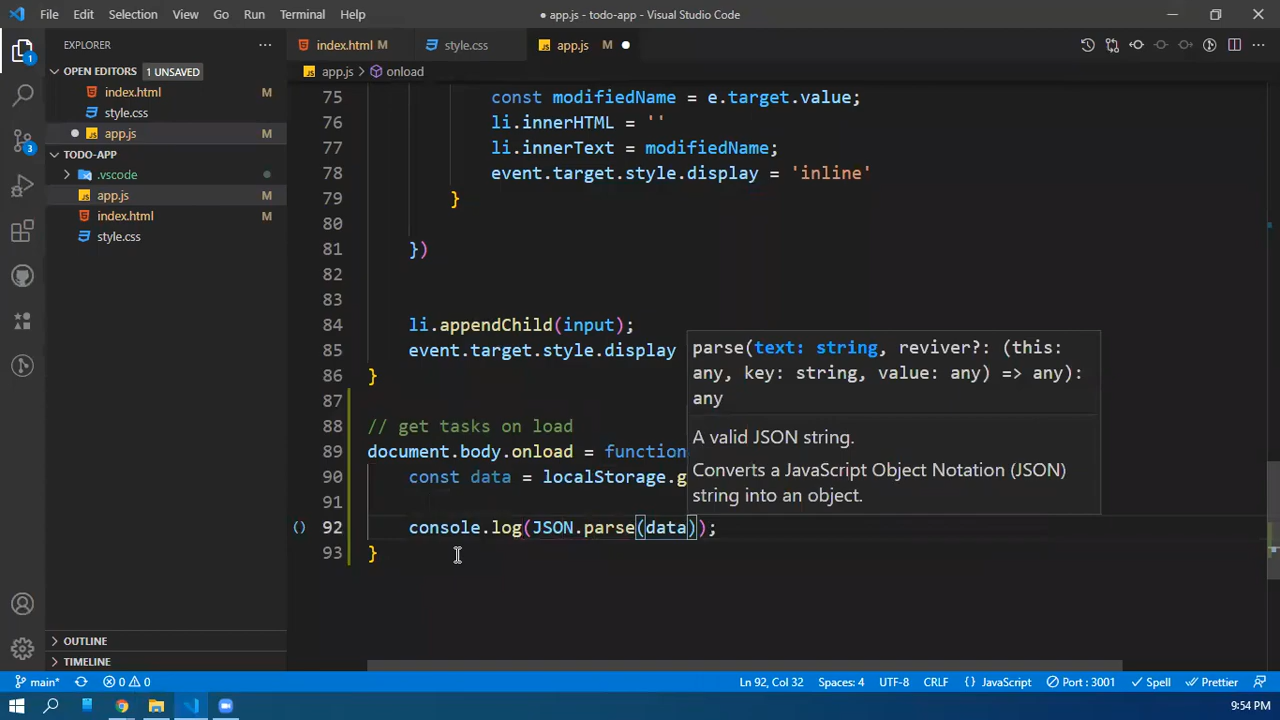 File Edit Selection View Go Run Terminal Help
● app.js - todo-app - Visual Studio Code
EXPLORER
index.html M
style.css
app.js M
OPEN EDITORS 1 UNSAVED
app.js > onload
index.html M
style.css
app.js M
TODO-APP
.vscode
app.js M
index.html M
style.css
75 const modifiedName = e.target.value;
76 li.innerHTML = ''
77 li.innerText = modifiedName;
78 event.target.style.display = 'inline'
79 }
80
81 })
82
83
84 li.appendChild(input);
85 event.target.style.display
86 }
87
88 // get tasks on load
89 document.body.onload = function
90 const data = localStorage.g
91
92 console.log(JSON.parse(data));
93 }
parse(text: string, reviver?: (this:
any, key: string, value: any) => any):
any
A valid JSON string.
Converts a JavaScript Object Notation (JSON)
string into an object.
OUTLINE
TIMELINE
1
3
main* 0 0 Ln 92, Col 32 Spaces: 4 UTF-8 CRLF () JavaScript Port : 3001 Spell Prettier
9:54 PM